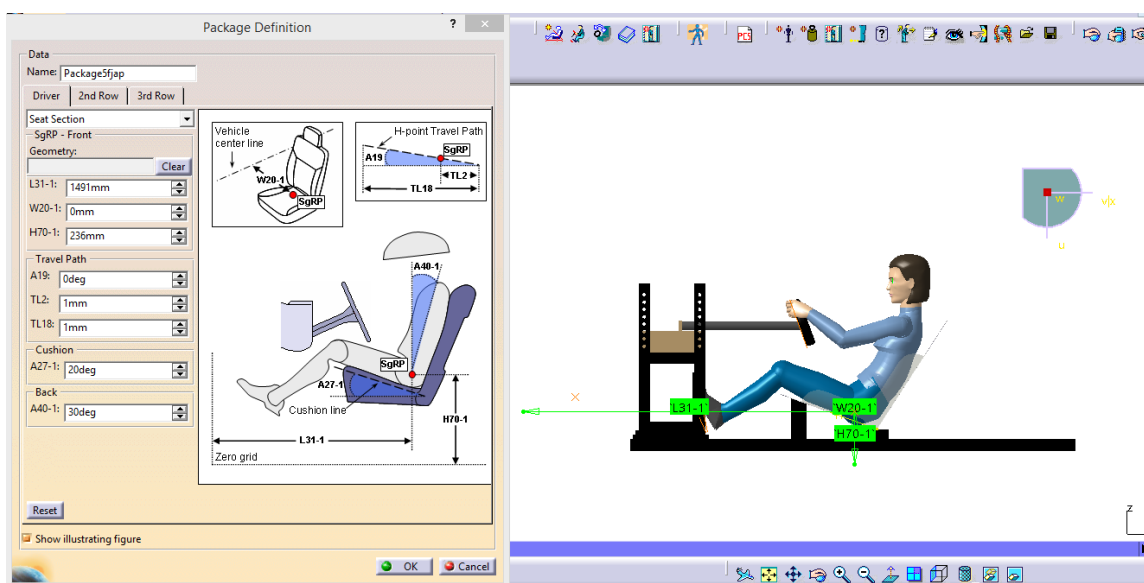 Package Definition
?
×
Data
Name: Package5fjap
Driver
2nd Row
3rd Row
Seat Section
SgRP - Front
Geometry:
Clear
L31-1: 1491mm
W20-1: 0mm
H70-1: 236mm
Travel Path
A19: 0deg
TL2: 1mm
TL18: 1mm
Cushion
A27-1: 20deg
Back
A40-1: 30deg
Reset
Show illustrating figure
OK
Cancel
Vehicle
center line
W20-1
SgRP
H-point Travel Path
SgRP
A19
TL2
TL18
A40-1
SgRP
A27-1
Cushion line
H70-1
L31-1
Zero grid
PCS
?
w
v|X
u
X
`L31-1`
`W20-1`
`H70-1`
Z